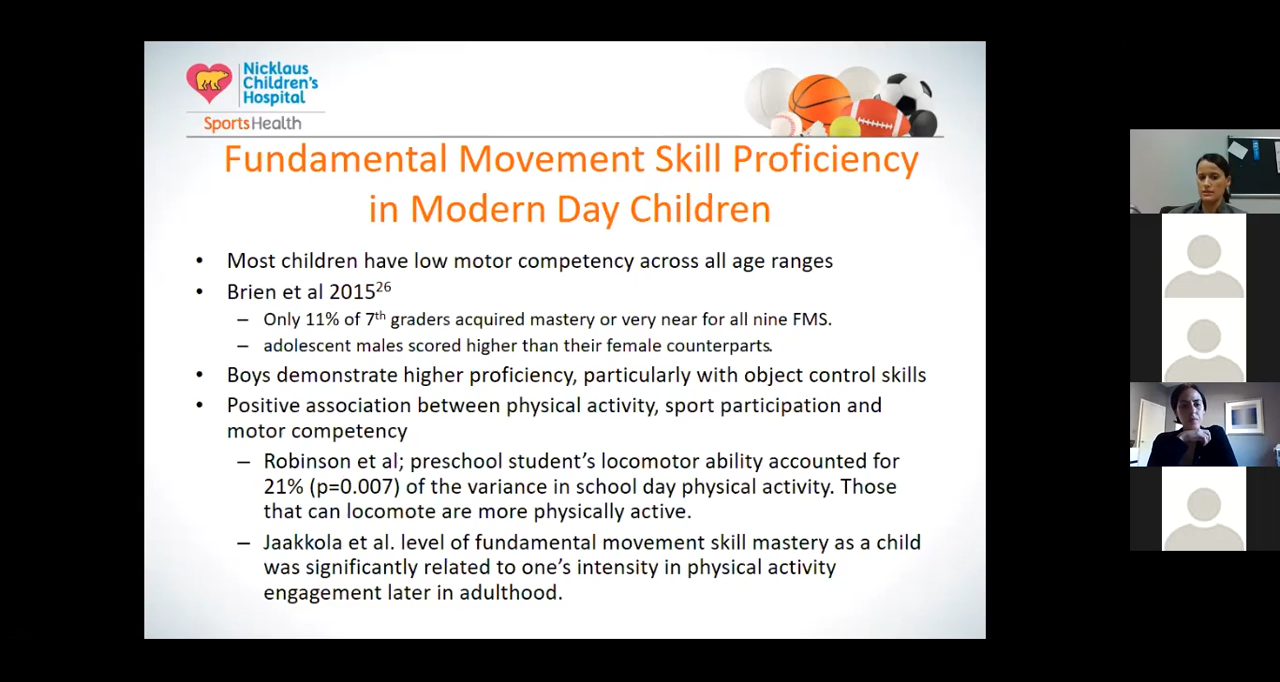 Nicklaus
Children's
Hospital
SportsHealth
Fundamental Movement Skill Proficiency
in Modern Day Children
• Most children have low motor competency across all age ranges
• Brien et al 2015²⁶
– Only 11% of 7ᵗʰ graders acquired mastery or very near for all nine FMS.
– adolescent males scored higher than their female counterparts.
• Boys demonstrate higher proficiency, particularly with object control skills
• Positive association between physical activity, sport participation and
motor competency
– Robinson et al; preschool student's locomotor ability accounted for
21% (p=0.007) of the variance in school day physical activity. Those
that can locomote are more physically active.
– Jaakkola et al. level of fundamental movement skill mastery as a child
was significantly related to one's intensity in physical activity
engagement later in adulthood.